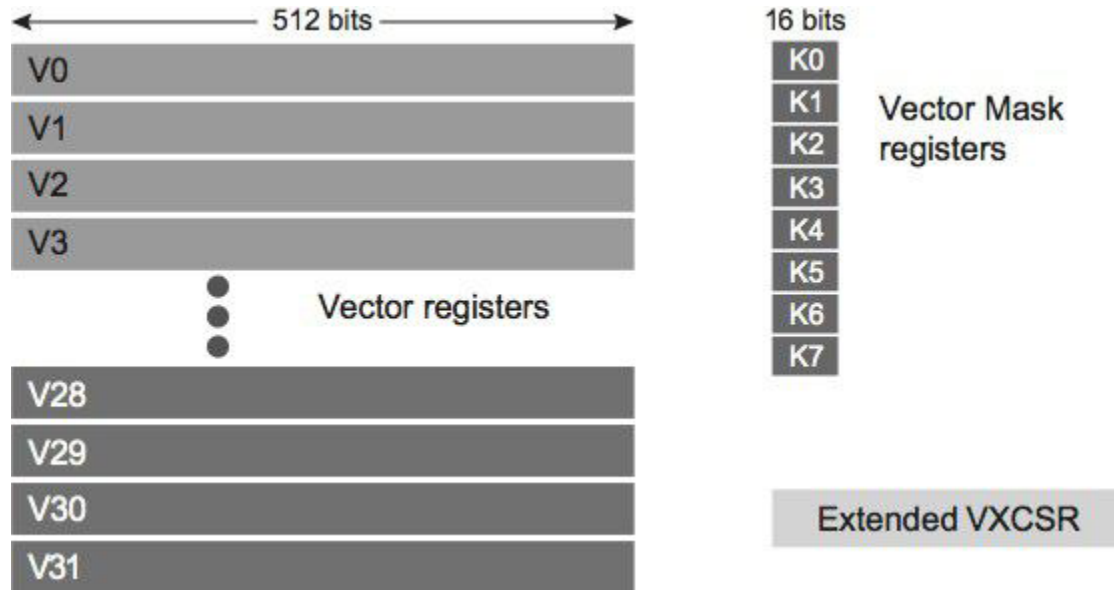 512 bits
16 bits
V0
V1
V2
V3
Vector registers
V28
V29
V30
V31
K0
K1
K2
K3
K4
K5
K6
K7
Vector Mask
registers
Extended VXCSR